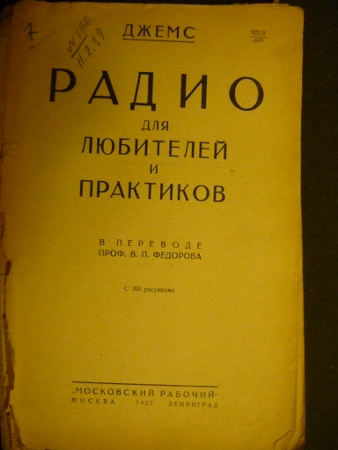 ДЖЕМС
РАДИО
ДЛЯ
ЛЮБИТЕЛЕЙ
И
ПРАКТИКОВ
В ПЕРЕВОДЕ
ПРОФ. В. П. ФЕДОРОВА
С 300 рисунками
„МОСКОВСКИЙ РАБОЧИЙ“
МОСКВА 1927 ЛЕНИНГРАД